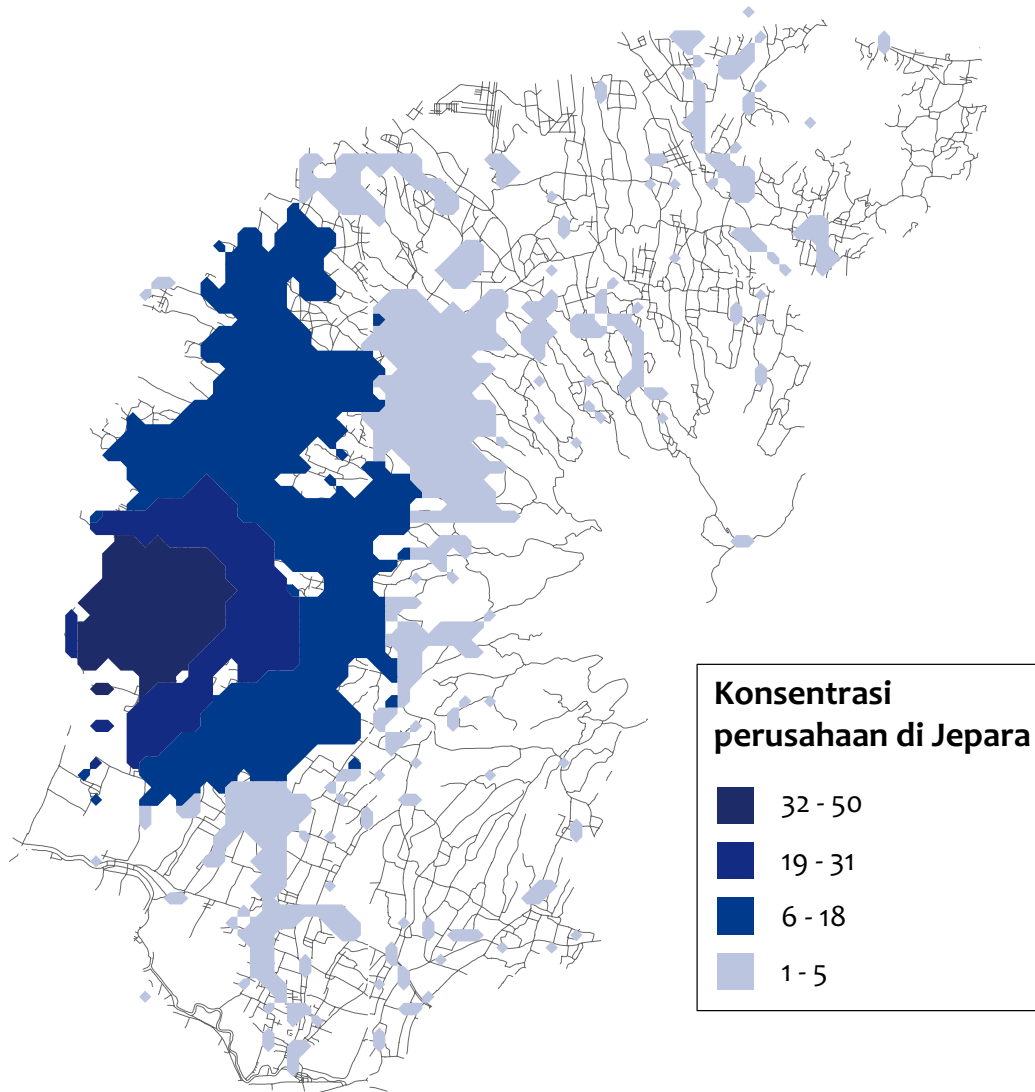 Konsentrasi
perusahaan di Jepara
32 - 50
19 - 31
6 - 18
1 - 5